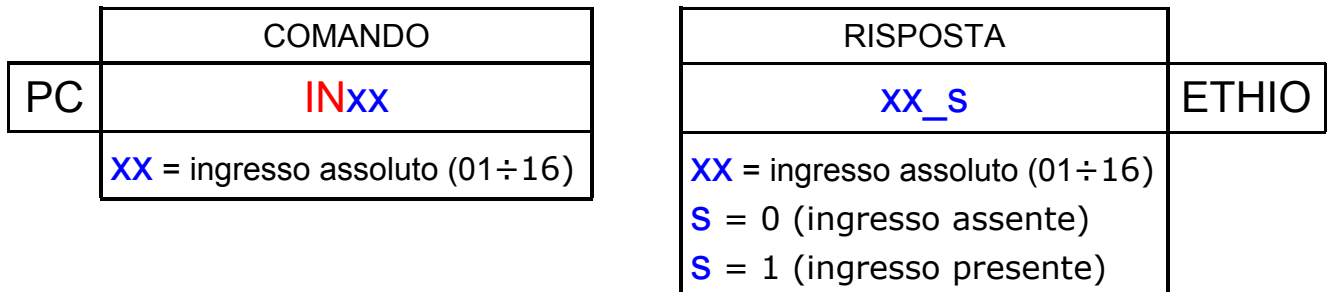 COMANDO
RISPOSTA
PC
INxx
xx_s
ETHIO
xx = ingresso assoluto (01÷16)
xx = ingresso assoluto (01÷16)
s = 0 (ingresso assente)
s = 1 (ingresso presente)